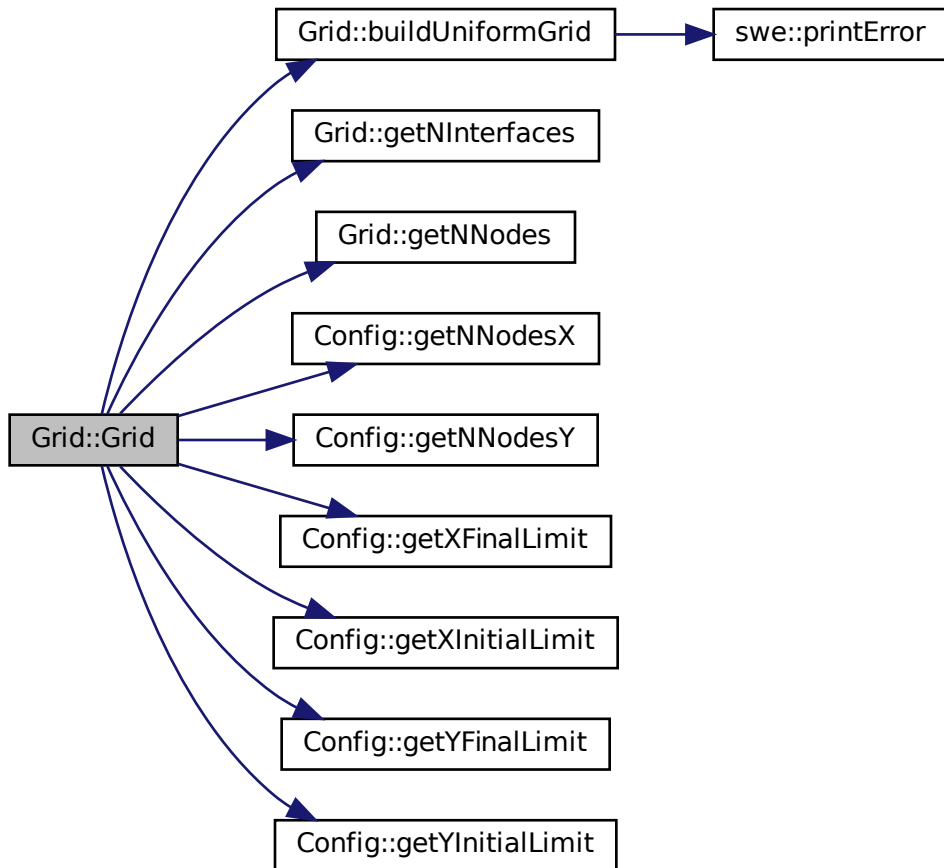 Grid::buildUniformGrid
swe::printError
Grid::getNInterfaces
Grid::getNNodes
Config::getNNodesX
Grid::Grid
Config::getNNodesY
Config::getXFinalLimit
Config::getXInitialLimit
Config::getYFinalLimit
Config::getYInitialLimit